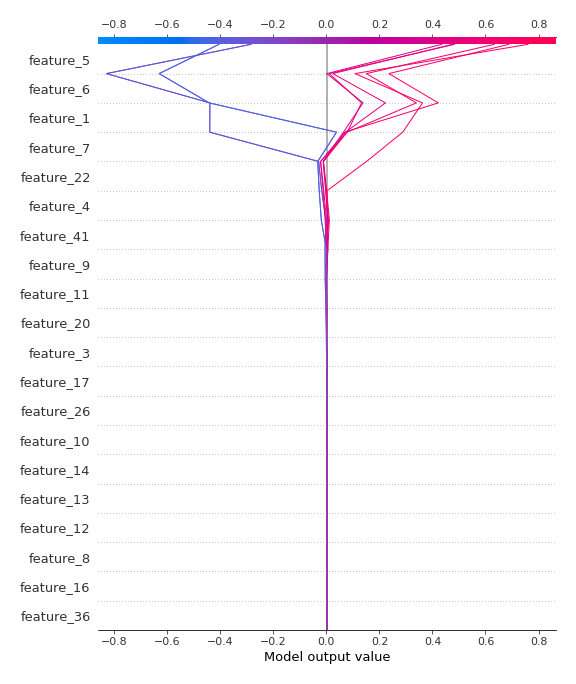 −0.8 −0.6 −0.4 −0.2 0.0 0.2 0.4 0.6 0.8
feature_5
feature_6
feature_1
feature_7
feature_22
feature_4
feature_41
feature_9
feature_11
feature_20
feature_3
feature_17
feature_26
feature_10
feature_14
feature_13
feature_12
feature_8
feature_16
feature_36
−0.8 −0.6 −0.4 −0.2 0.0 0.2 0.4 0.6 0.8
Model output value